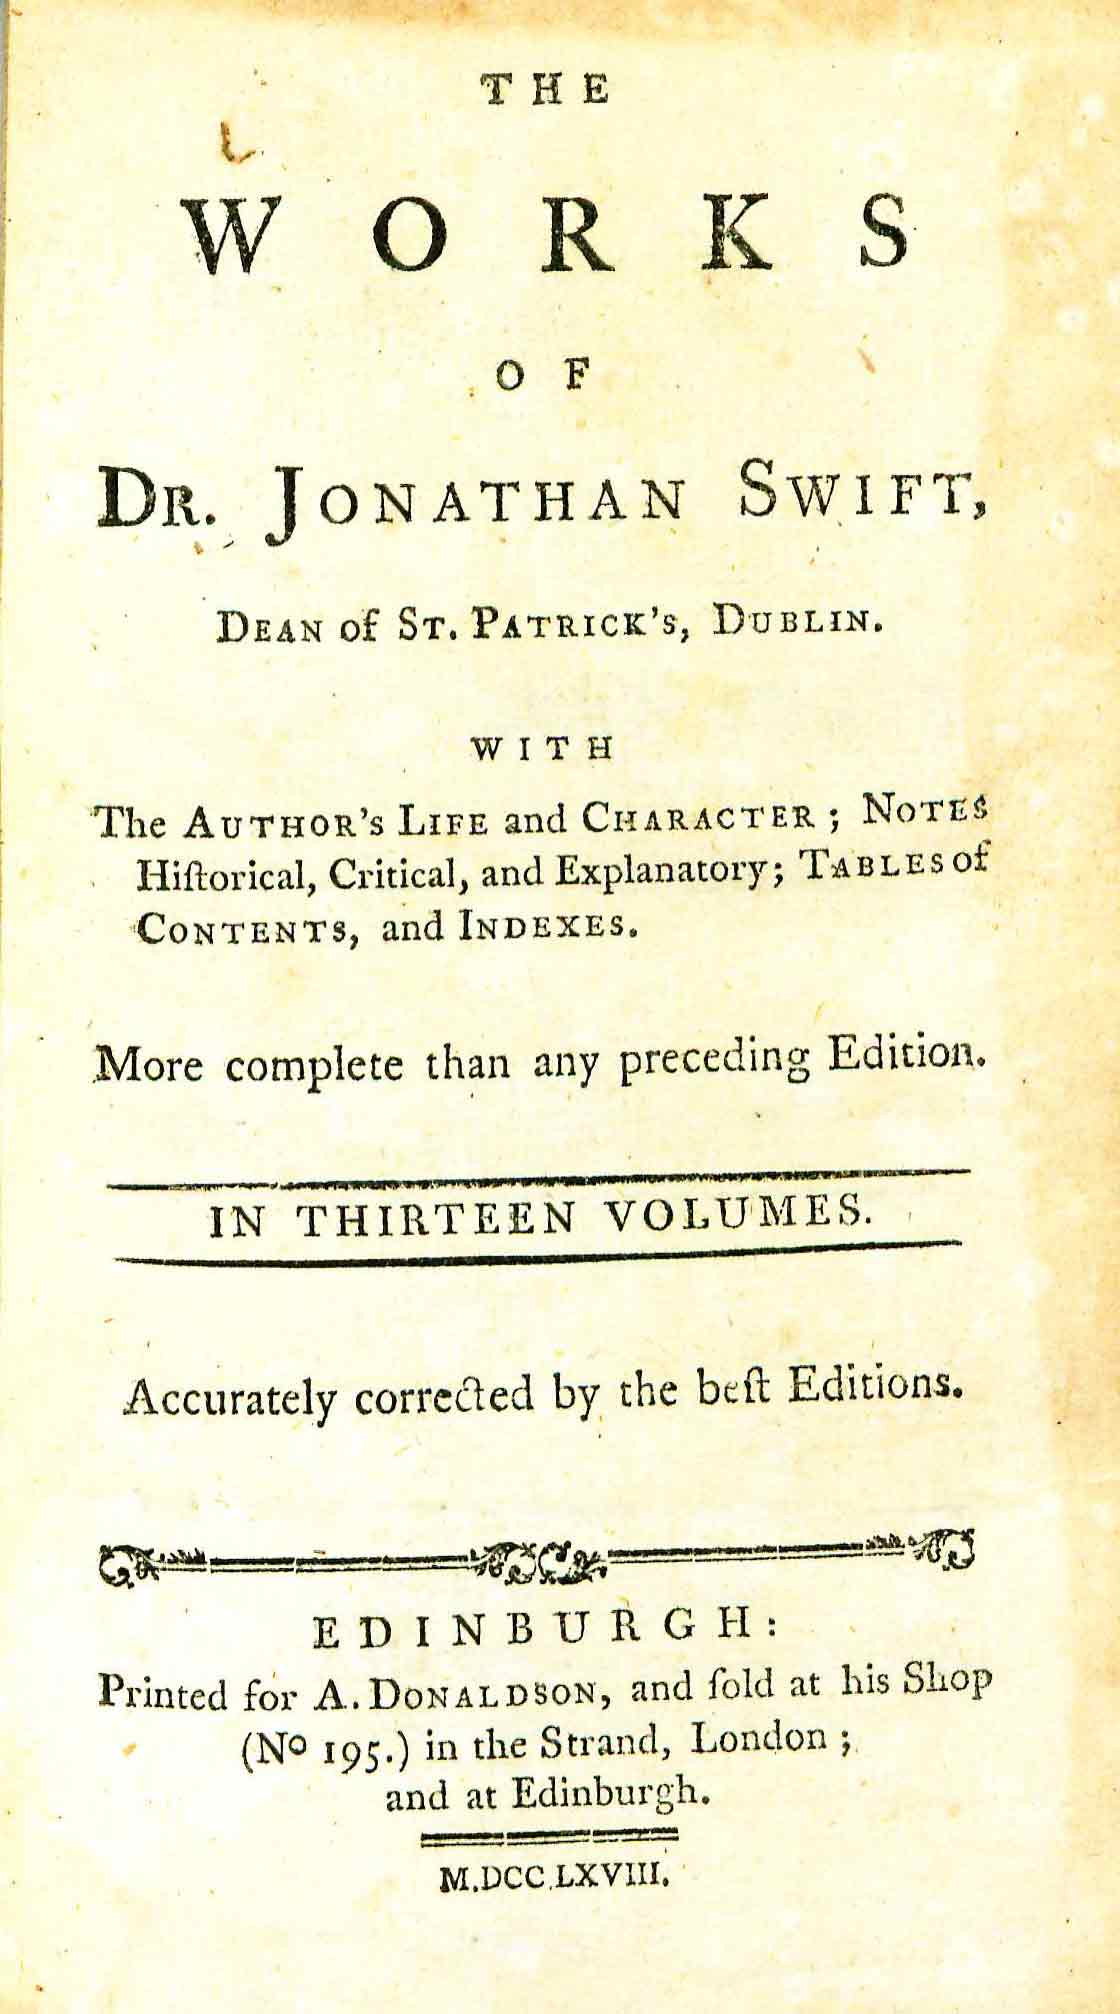 THE
WORKS
OF
DR. JONATHAN SWIFT,
DEAN of ST. PATRICK'S, DUBLIN.
WITH
The AUTHOR'S LIFE and CHARACTER; NOTES
Hiſtorical, Critical, and Explanatory; TABLES of
CONTENTS, and INDEXES.
More complete than any preceding Edition.
IN THIRTEEN VOLUMES.
Accurately corrected by the beſt Editions.
EDINBURGH:
Printed for A. DONALDSON, and ſold at his Shop
(No 195.) in the Strand, London;
and at Edinburgh.
M.DCC.LXVIII.